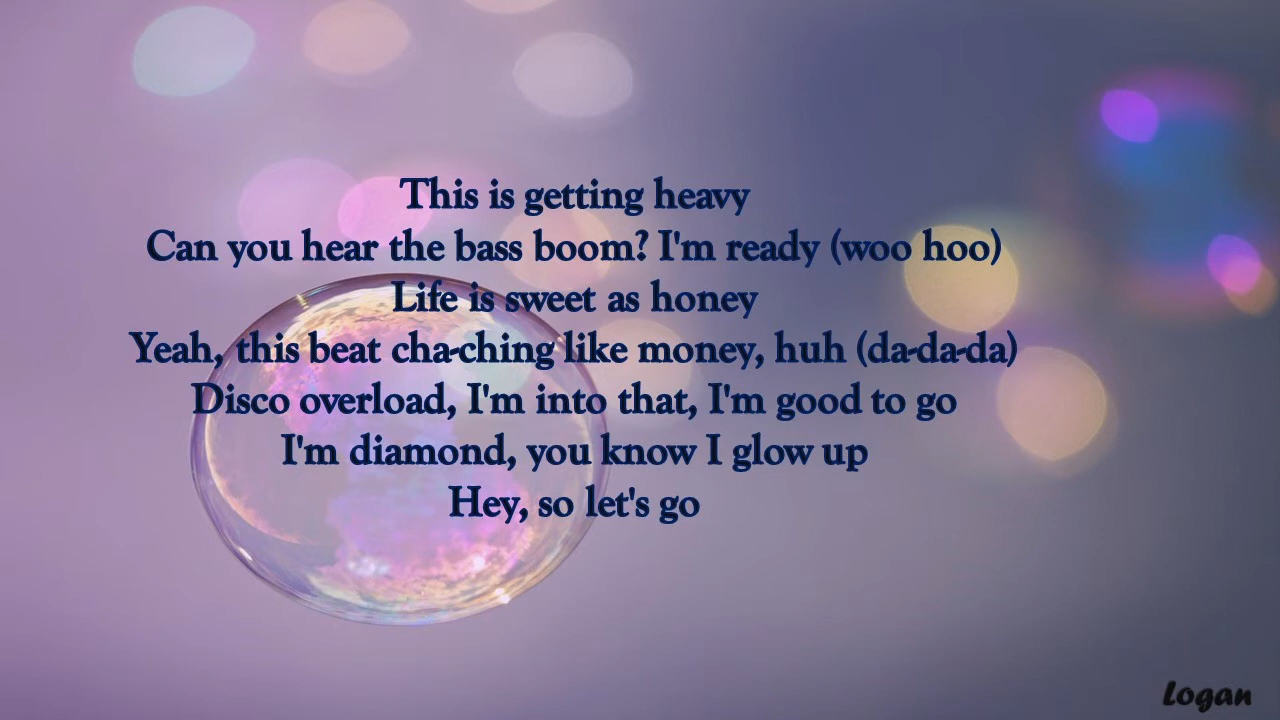 This is getting heavy
Can you hear the bass boom? I'm ready (woo hoo)
Life is sweet as honey
Yeah, this beat cha-ching like money, huh (da-da-da)
Disco overload, I'm into that, I'm good to go
I'm diamond, you know I glow up
Hey, so let's go
Logan